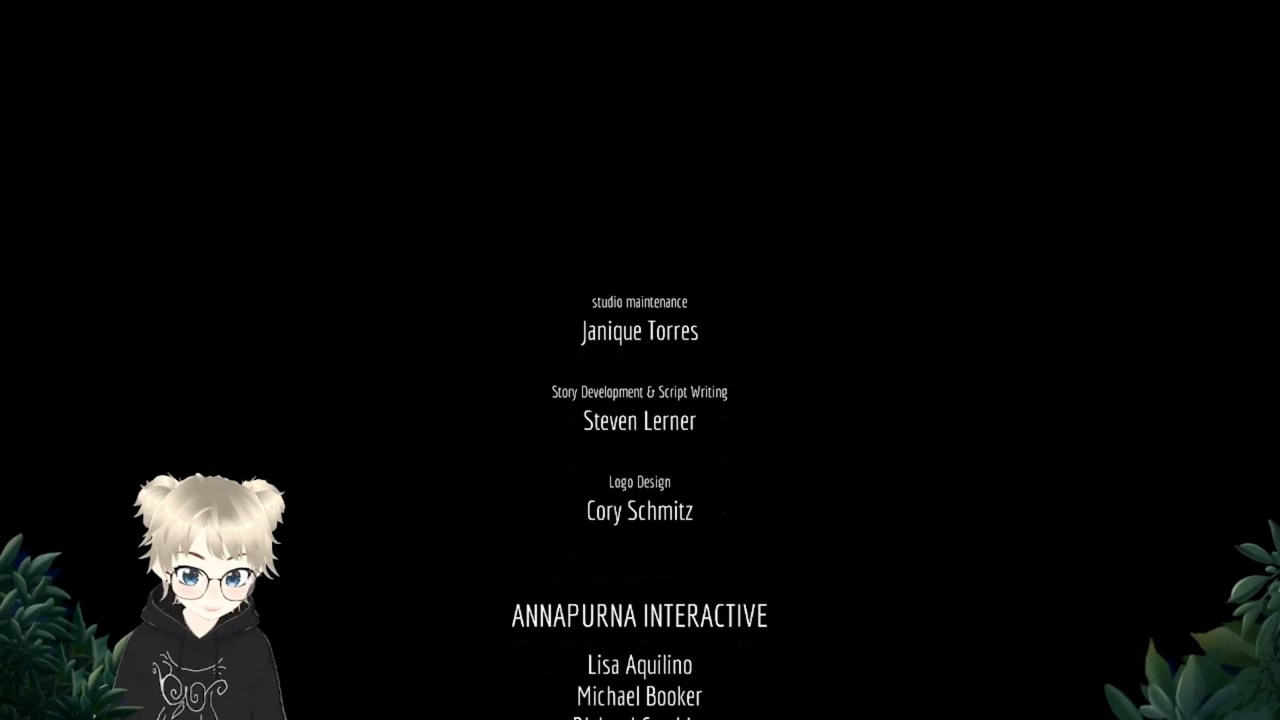 studio maintenance
Janique Torres
Story Development & Script Writing
Steven Lerner
Logo Design
Cory Schmitz
ANNAPURNA INTERACTIVE
Lisa Aquilino
Michael Booker